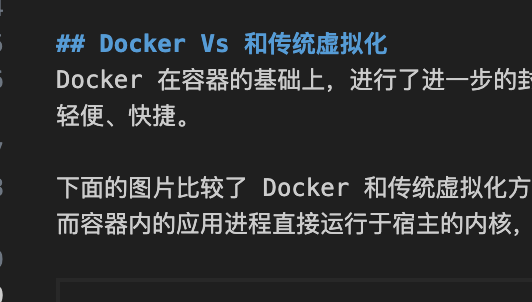 ## Docker Vs 和传统虚拟化
Docker 在容器的基础上，进行了进一步的封
轻便、快捷。
下面的图片比较了 Docker 和传统虚拟化方
而容器内的应用进程直接运行于宿主的内核，